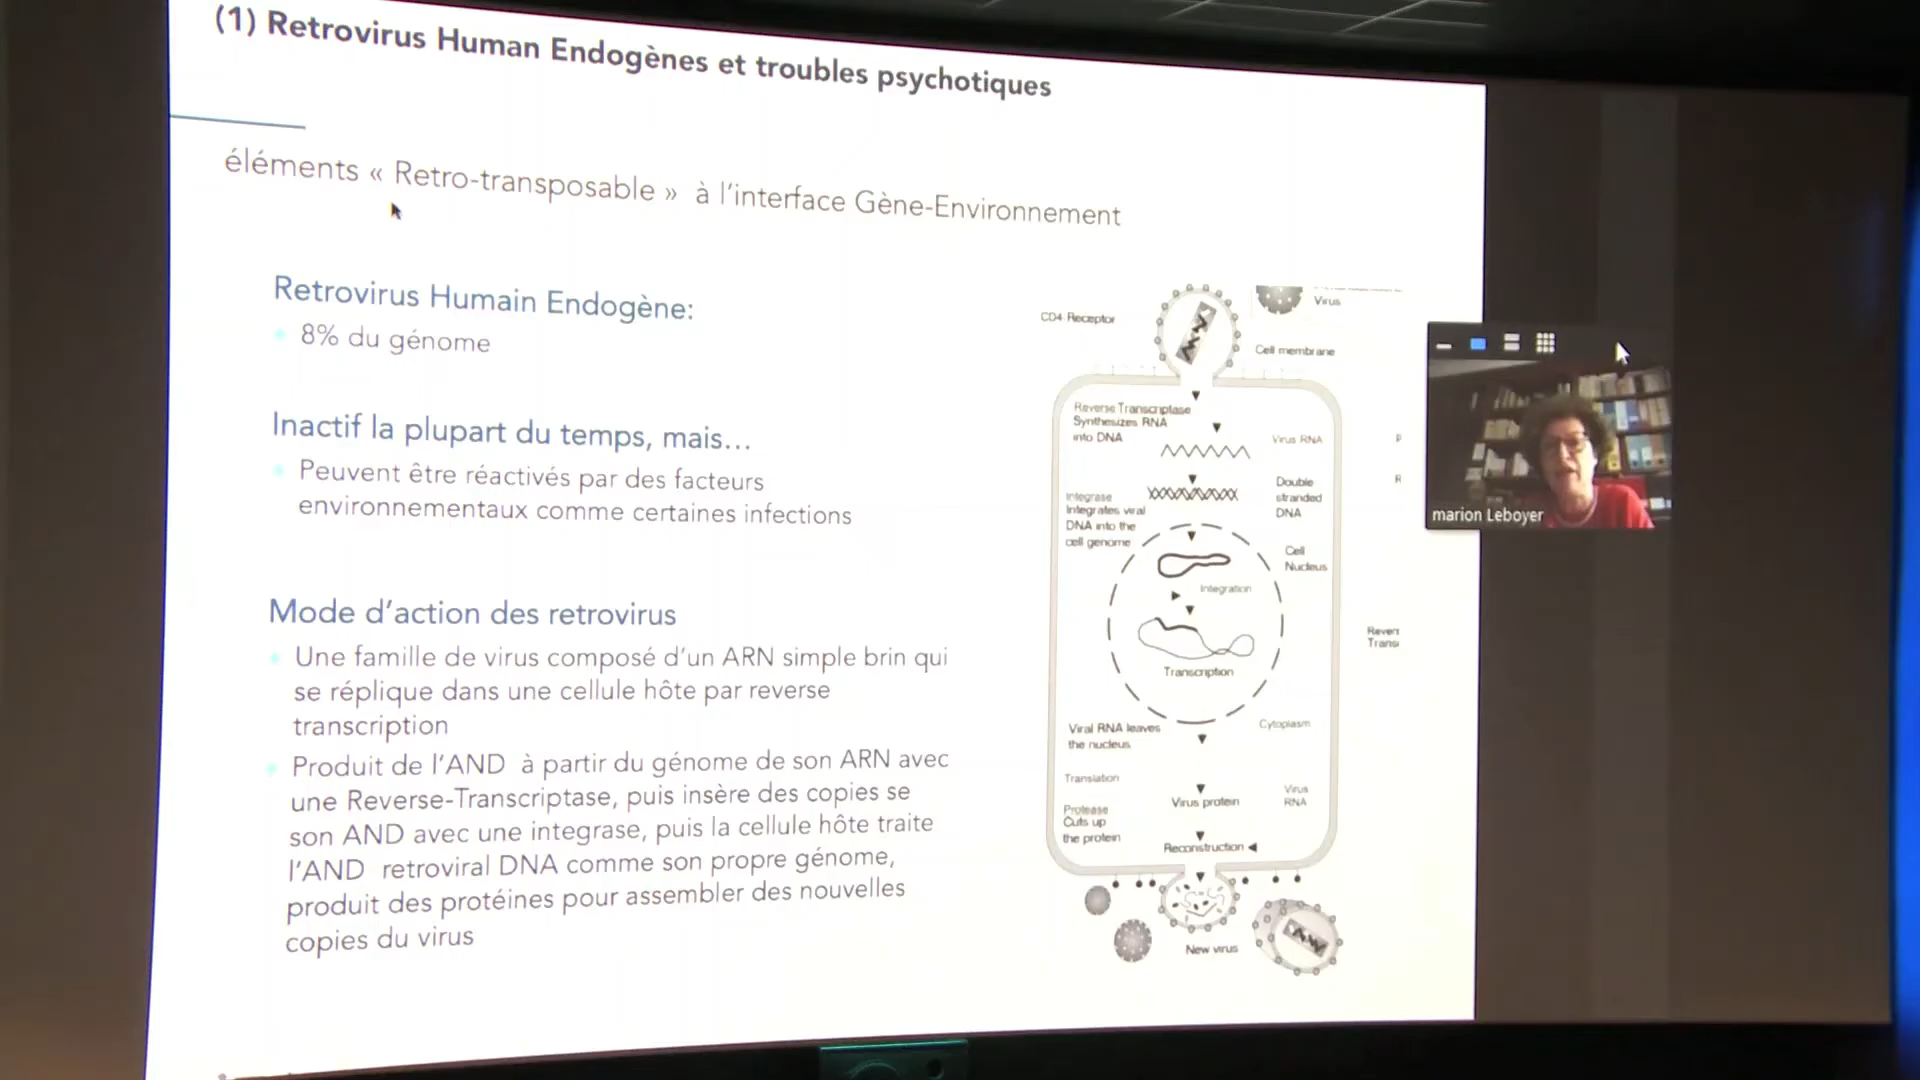 (1) Retrovirus Human Endogènes et troubles psychotiques
éléments « Retro-transposable » à l'interface Gène-Environnement
Retrovirus Humain Endogène:
8% du génome
Inactif la plupart du temps, mais...
Peuvent être réactivés par des facteurs
environnementaux comme certaines infections
Mode d'action des retrovirus
Une famille de virus composé d'un ARN simple brin qui
se réplique dans une cellule hôte par reverse
transcription
Produit de l'AND à partir du génome de son ARN avec
une Reverse-Transcriptase, puis insère des copies se
son AND avec une integrase, puis la cellule hôte traite
l'AND retroviral DNA comme son propre génome,
produit des protéines pour assembler des nouvelles
copies du virus
Virus
CD4 Receptor
Cell membrane
Reverse Transcriptase
Synthesizes RNA
into DNA
Virus RNA
P
Double
stranded
DNA
R
Integrase
Integrates viral
DNA into the
cell genome
Cell
Nucleus
Integration
Rever
Transi
Transcription
Viral RNA leaves
the nucleus
Cytoplasm
Translation
Virus protein
Virus
RNA
Protease
Cuts up
the protein
Reconstruction
New virus
marion Leboyer